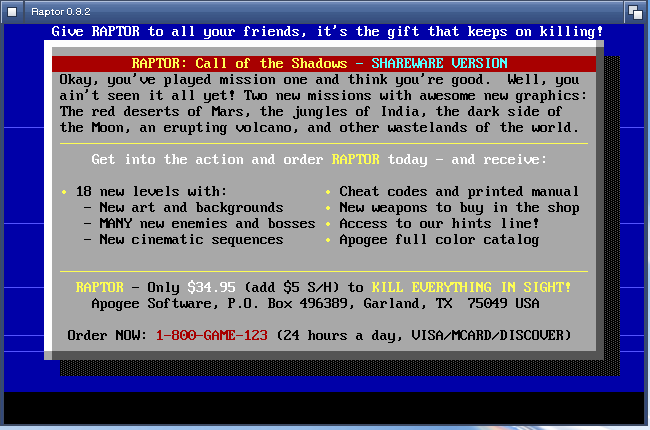 Raptor 0.9.2
Give RAPTOR to all your friends, it's the gift that keeps on killing!
RAPTOR: Call of the Shadows - SHAREWARE VERSION
Okay, you've played mission one and think you're good.  Well, you
ain't seen it all yet! Two new missions with awesome new graphics:
The red deserts of Mars, the jungles of India, the dark side of
the Moon, an erupting volcano, and other wastelands of the world.
Get into the action and order RAPTOR today - and receive:
• 18 new levels with:
- New art and backgrounds
- MANY new enemies and bosses
- New cinematic sequences
• Cheat codes and printed manual
• New weapons to buy in the shop
• Access to our hints line!
• Apogee full color catalog
RAPTOR - Only $34.95 (add $5 S/H) to KILL EVERYTHING IN SIGHT!
Apogee Software, P.O. Box 496389, Garland, TX  75049 USA
Order NOW: 1-800-GAME-123 (24 hours a day, VISA/MCARD/DISCOVER)